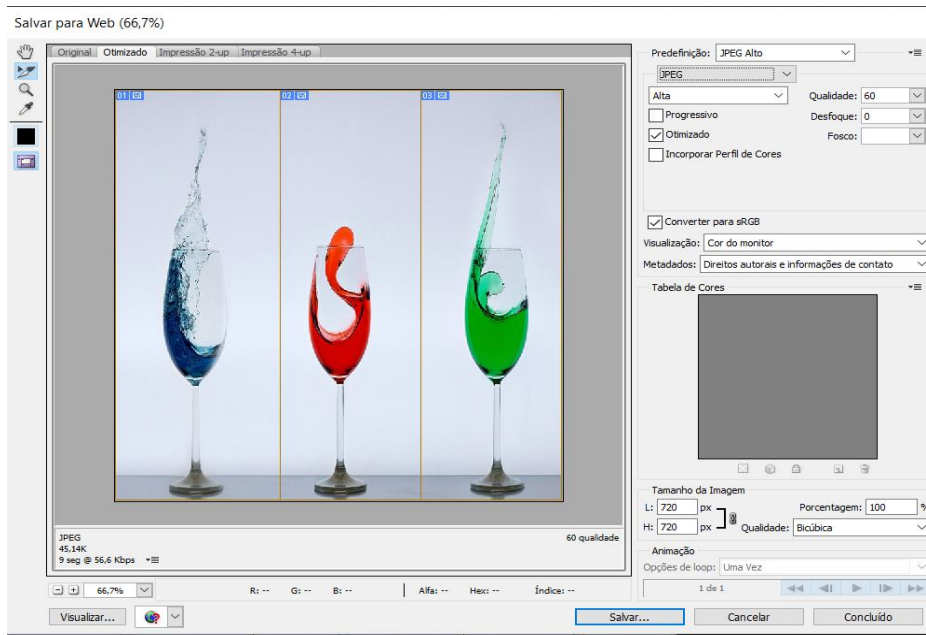 Salvar para Web (66,7%)
Original Otimizado Impressão 2-up Impressão 4-up
01 02 03
JPEG 60 qualidade
45,14K
9 seg @ 56,6 Kbps
66,7% R: -- G: -- B: -- Alfa: -- Hex: -- Índice: --
Visualizar...
Predefinição: JPEG Alto
JPEG
Alta Qualidade: 60
Progressivo Desfoque: 0
Otimizado Fosco:
Incorporar Perfil de Cores
Converter para sRGB
Visualização: Cor do monitor
Metadados: Direitos autorais e informações de contato
Tabela de Cores
Tamanho da Imagem
L: 720 px Porcentagem: 100 %
H: 720 px Qualidade: Bicúbica
Animação
Opções de loop: Uma Vez
1 de 1
Salvar... Cancelar Concluído